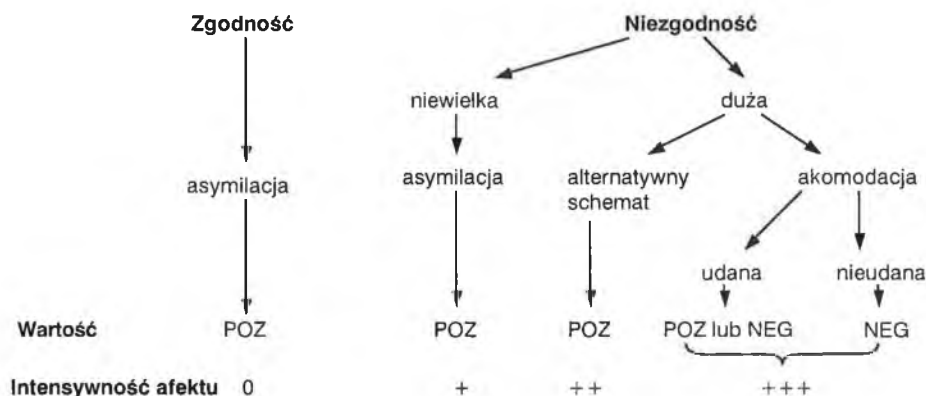 Zgodność Niezgodność
niewielka duża
asymilacja asymilacja alternatywny akomodacja
schemat
udana nieudana
Wartość POZ POZ POZ POZ lub NEG NEG
Intensywność afektu 0 + ++ +++